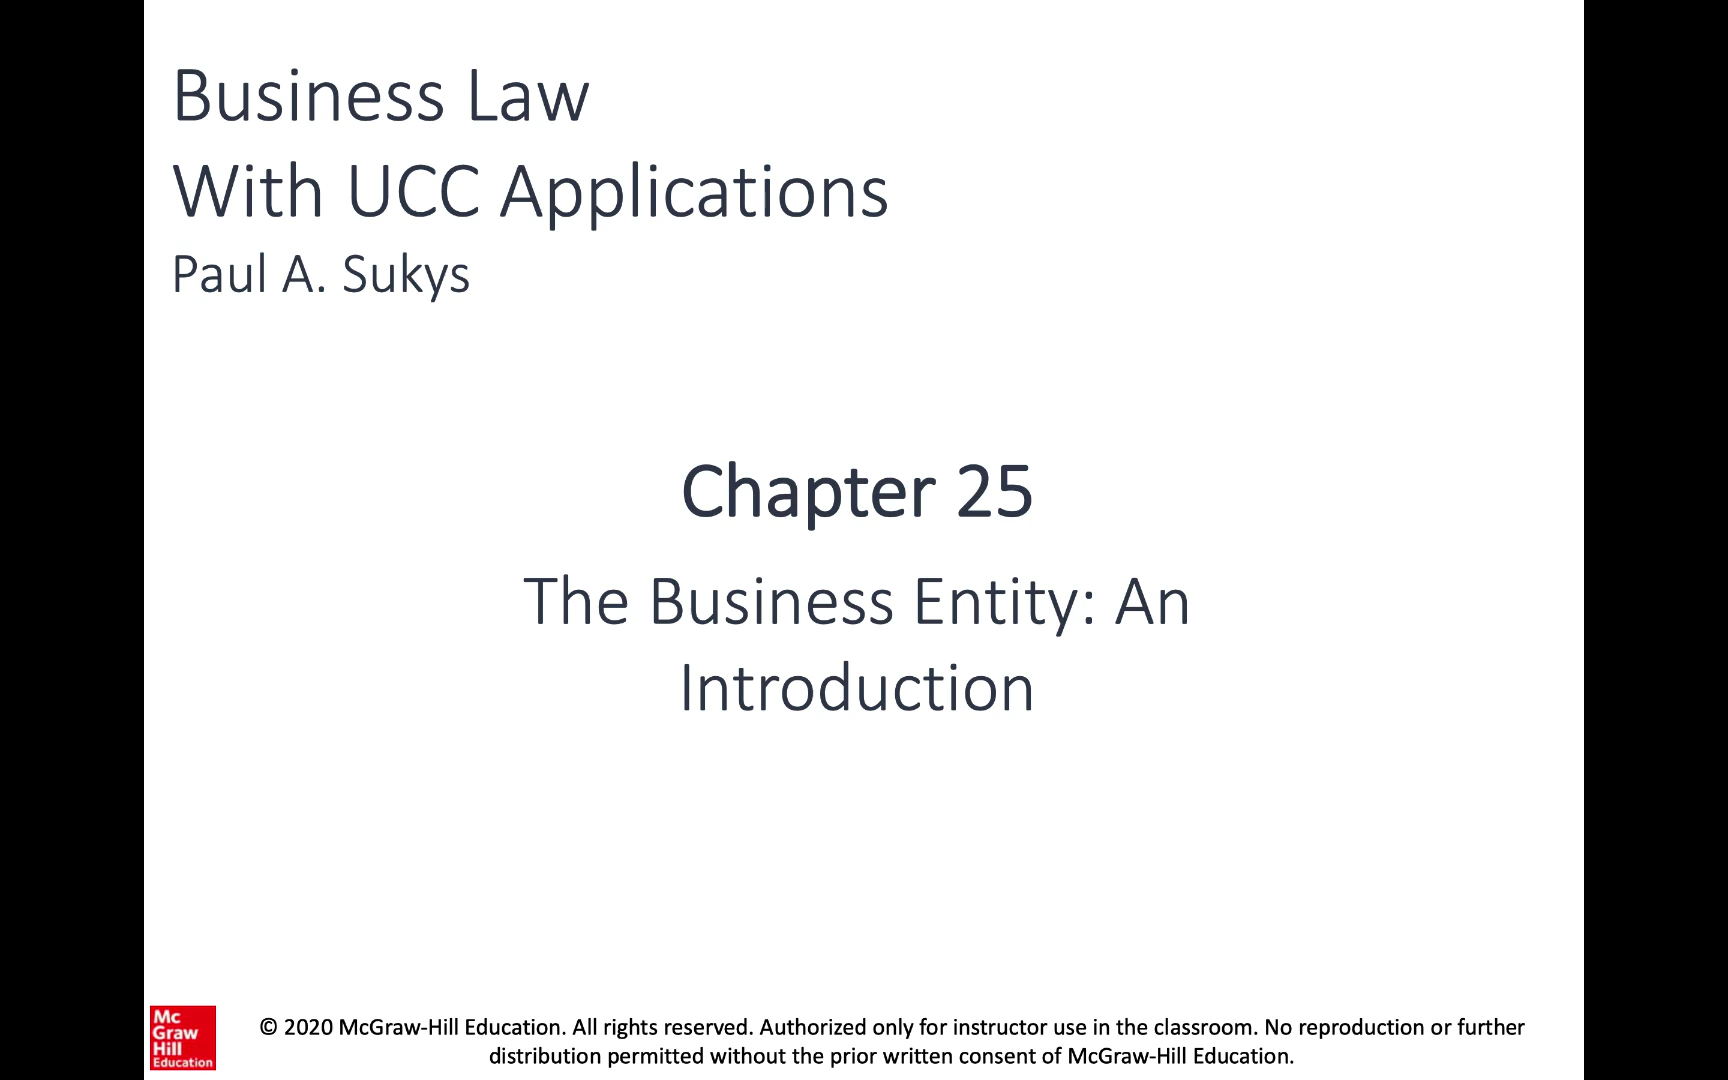 Business Law
With UCC Applications
Paul A. Sukys
Chapter 25
The Business Entity: An
Introduction
Mc
Graw
Hill
Education
© 2020 McGraw-Hill Education. All rights reserved. Authorized only for instructor use in the classroom. No reproduction or further
distribution permitted without the prior written consent of McGraw-Hill Education.